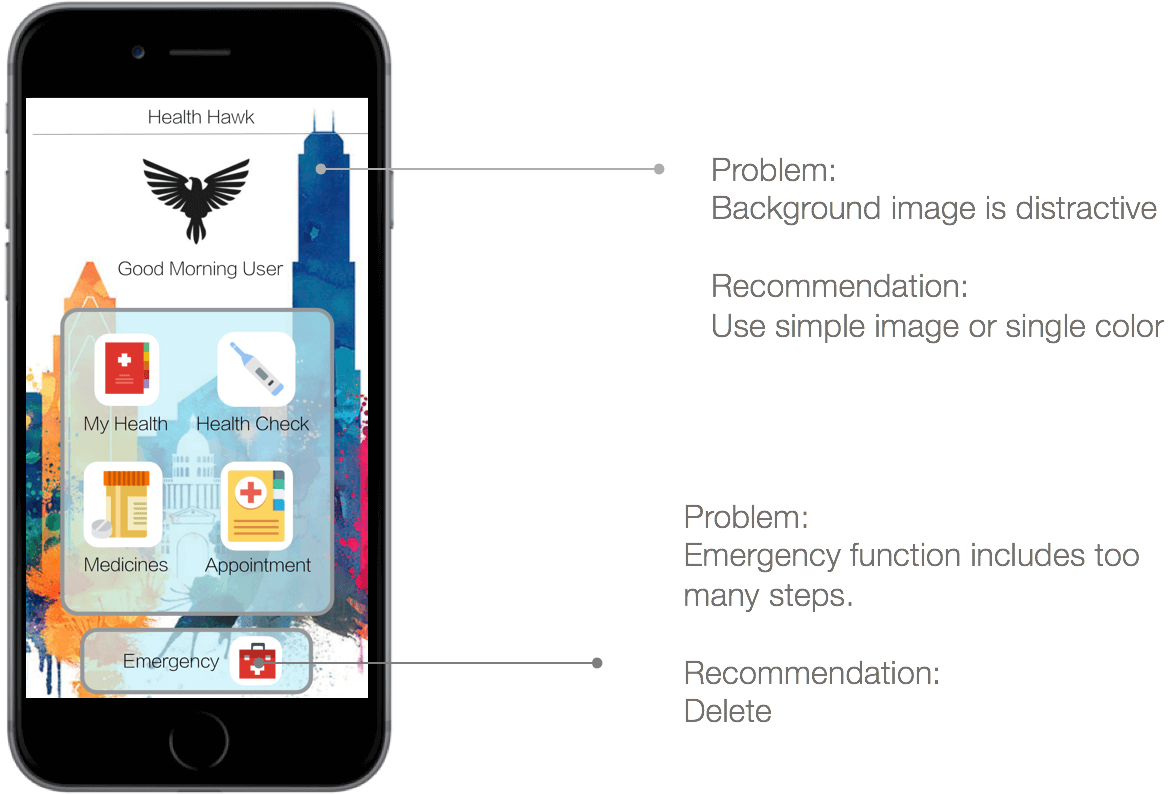 Health Hawk
Good Morning User
My Health
Health Check
Medicines
Appointment
Emergency
Problem:
Background image is distractive
Recommendation:
Use simple image or single color
Problem:
Emergency function includes too
many steps.
Recommendation:
Delete